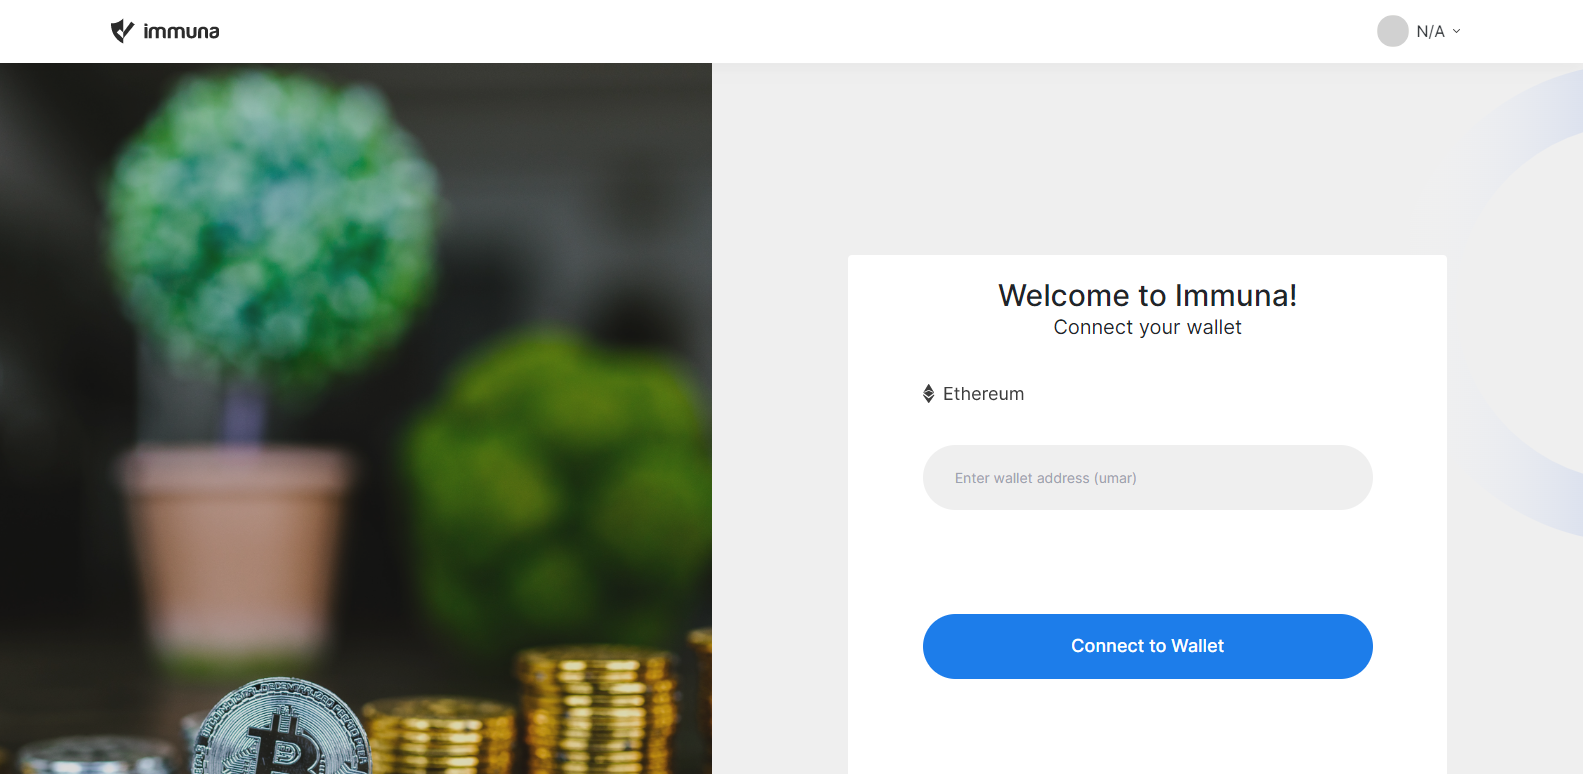 immuna
N/A
Welcome to Immuna!
Connect your wallet
Ethereum
Enter wallet address (umar)
Connect to Wallet